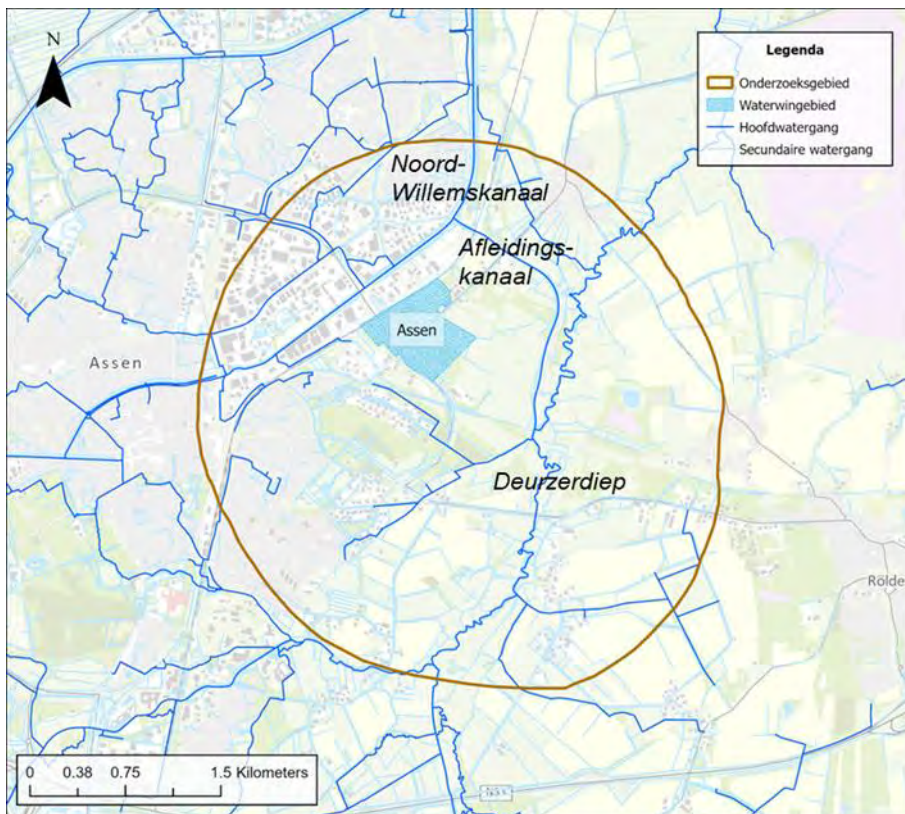 N
Legenda
Onderzoeksgebied
Waterwingebied
Hoofdwatergang
Secundaire watergang
Noord-
Willemskanaal
Afleidings-
kanaal
Assen
Assen
Deurzerdiep
Rolde
0 0.38 0.75 1.5 Kilometers